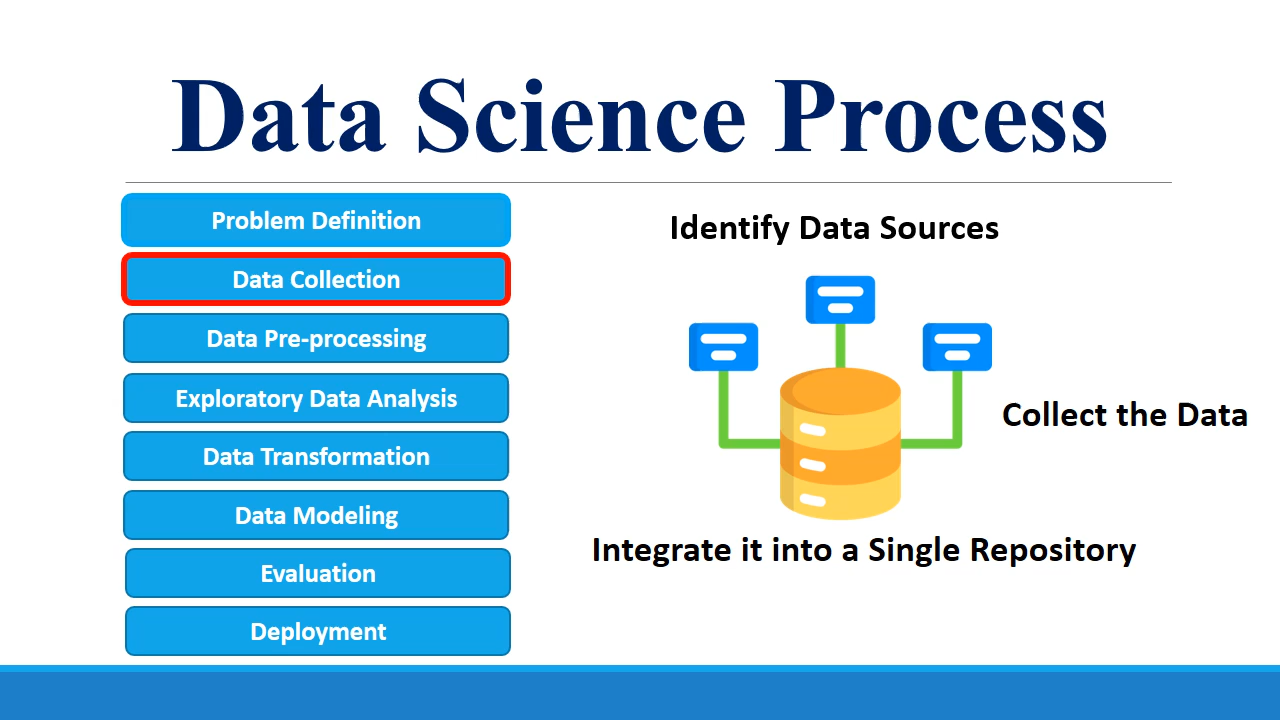 Data Science Process
Problem Definition
Data Collection
Data Pre-processing
Exploratory Data Analysis
Data Transformation
Data Modeling
Evaluation
Deployment
Identify Data Sources
Collect the Data
Integrate it into a Single Repository